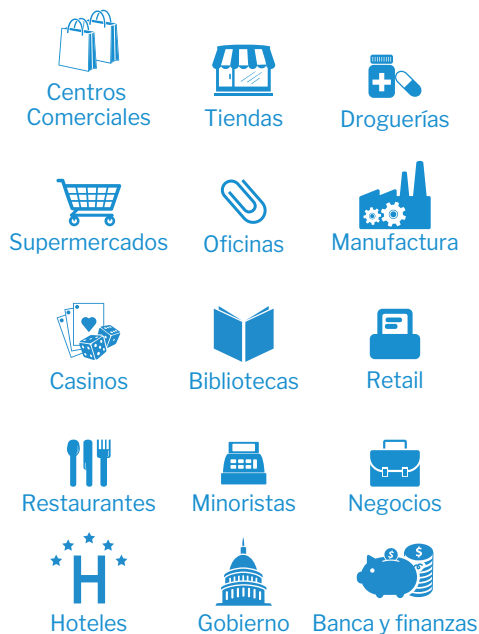 Centros
Comerciales
Tiendas
Droguerías
Supermercados
Oficinas
Manufactura
Casinos
Bibliotecas
Retail
Restaurantes
Minoristas
Negocios
H
$
$
Hoteles
Gobierno
Banca y finanzas